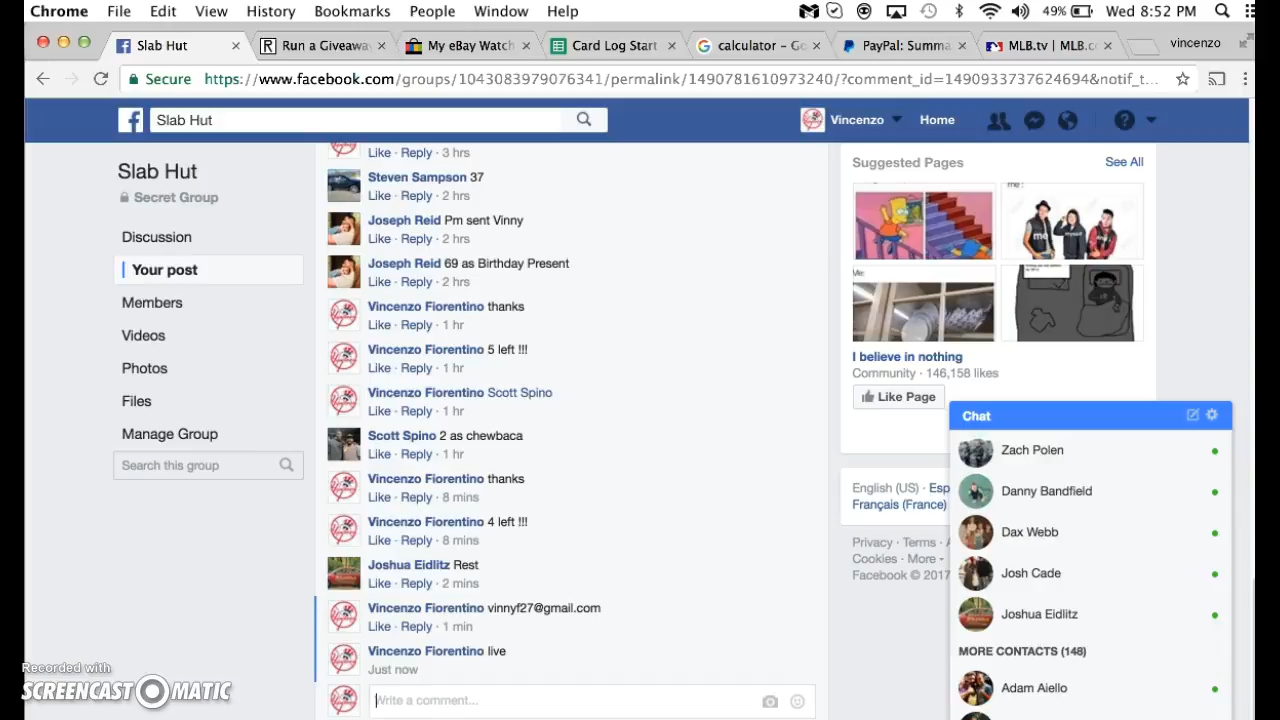 Chrome File Edit View History Bookmarks People Window Help 49% Wed 8:52 PM
Slab Hut Run a Giveaway My eBay Watch Card Log Start calculator - Go PayPal: Summa MLB.tv | MLB.c vincenzo
Secure https://www.facebook.com/groups/1043083979076341/permalink/1490781610973240/?comment_id=1490933737624694&notif_t...
Slab Hut Vincenzo Home
Slab Hut
Secret Group
Discussion
Your post
Members
Videos
Photos
Files
Manage Group
Search this group
Like · Reply · 3 hrs
Steven Sampson 37
Like · Reply · 2 hrs
Joseph Reid Pm sent Vinny
Like · Reply · 2 hrs
Joseph Reid 69 as Birthday Present
Like · Reply · 2 hrs
Vincenzo Fiorentino thanks
Like · Reply · 1 hr
Vincenzo Fiorentino 5 left !!!
Like · Reply · 1 hr
Vincenzo Fiorentino Scott Spino
Like · Reply · 1 hr
Scott Spino 2 as chewbaca
Like · Reply · 1 hr
Vincenzo Fiorentino thanks
Like · Reply · 8 mins
Vincenzo Fiorentino 4 left !!!
Like · Reply · 8 mins
Joshua Eidlitz Rest
Like · Reply · 2 mins
Vincenzo Fiorentino vinnyf27@gmail.com
Like · Reply · 1 min
Vincenzo Fiorentino live
Just now
Write a comment...
Suggested Pages See All
me :
me myself
Me:
I believe in nothing
Community · 146,158 likes
Like Page
English (US) · Esp
Français (France)
Privacy · Terms · A
Cookies · More
Facebook © 2017
Chat
Zach Polen
Danny Bandfield
Dax Webb
Josh Cade
Joshua Eidlitz
MORE CONTACTS (148)
Adam Aiello
Recorded with
SCREENCAST O MATIC